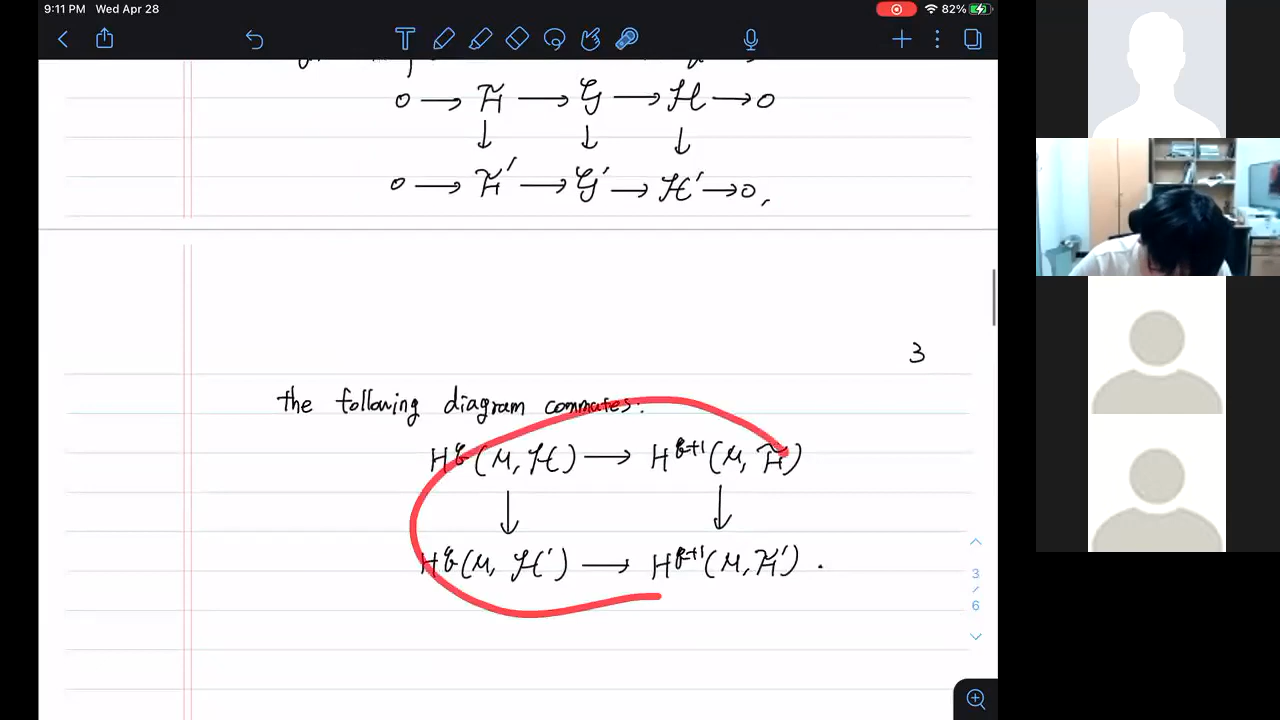 9:11 PM Wed Apr 28
82%
0 → F → G → H → 0
↓ ↓ ↓
0 → F' → G' → H' → 0,
3
the following diagram commutes:
H^q(M, H) → H^{q+1}(M, F)
↓ ↓
H^q(M, H') → H^{q+1}(M, F') .
3
/
6